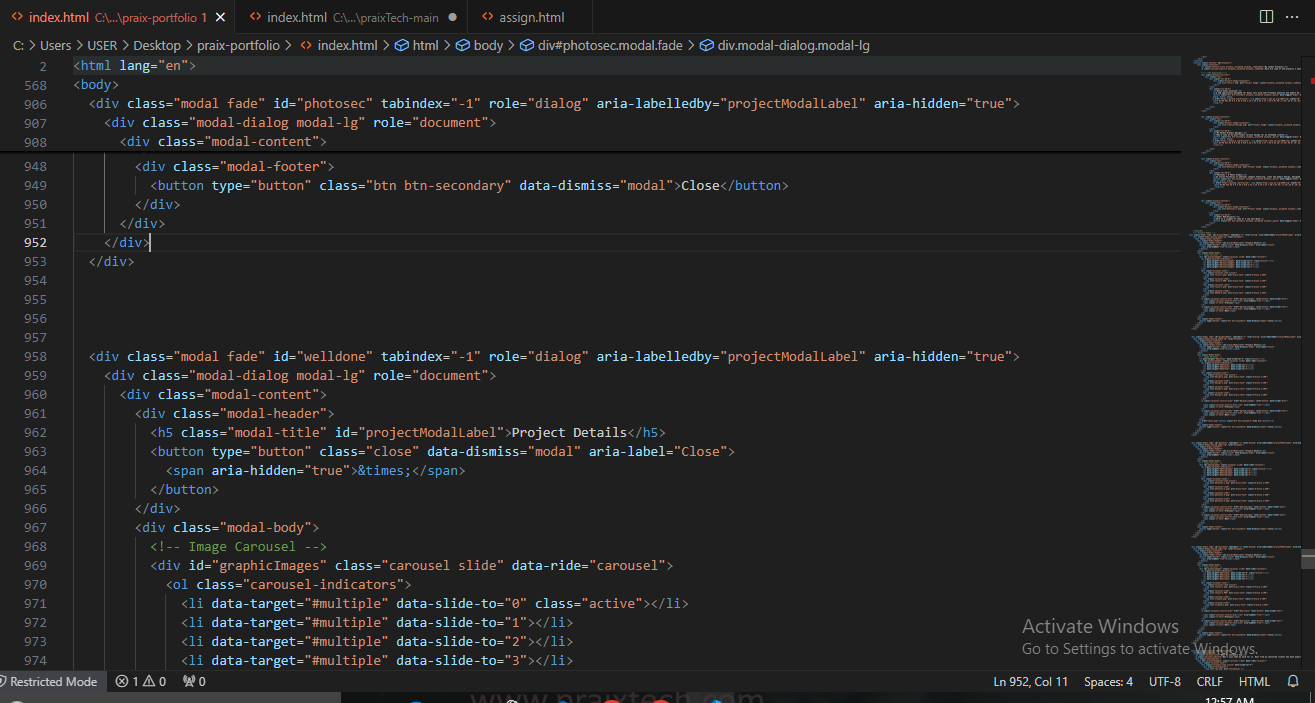 index.html C:\...\praix-portfolio 1 × index.html C:\...\praixTech-main ● assign.html
C: > Users > USER > Desktop > praix-portfolio > index.html > html > body > div#photosec.modal.fade > div.modal-dialog.modal-lg
2 <html lang="en">
568 <body>
906 <div class="modal fade" id="photosec" tabindex="-1" role="dialog" aria-labelledby="projectModalLabel" aria-hidden="true">
907 <div class="modal-dialog modal-lg" role="document">
908 <div class="modal-content">
948 <div class="modal-footer">
949 <button type="button" class="btn btn-secondary" data-dismiss="modal">Close</button>
950 </div>
951 </div>
952 </div>
953 </div>
954
955
956
957
958 <div class="modal fade" id="welldone" tabindex="-1" role="dialog" aria-labelledby="projectModalLabel" aria-hidden="true">
959 <div class="modal-dialog modal-lg" role="document">
960 <div class="modal-content">
961 <div class="modal-header">
962 <h5 class="modal-title" id="projectModalLabel">Project Details</h5>
963 <button type="button" class="close" data-dismiss="modal" aria-label="Close">
964 <span aria-hidden="true">&times;</span>
965 </button>
966 </div>
967 <div class="modal-body">
968 <!-- Image Carousel -->
969 <div id="graphicImages" class="carousel slide" data-ride="carousel">
970 <ol class="carousel-indicators">
971 <li data-target="#multiple" data-slide-to="0" class="active"></li>
972 <li data-target="#multiple" data-slide-to="1"></li>
973 <li data-target="#multiple" data-slide-to="2"></li>
974 <li data-target="#multiple" data-slide-to="3"></li>
Activate Windows
Go to Settings to activate Windows.
Restricted Mode 1 0 0 Ln 952, Col 11 Spaces: 4 UTF-8 CRLF HTML
www.praixtech.com
12:57 AM